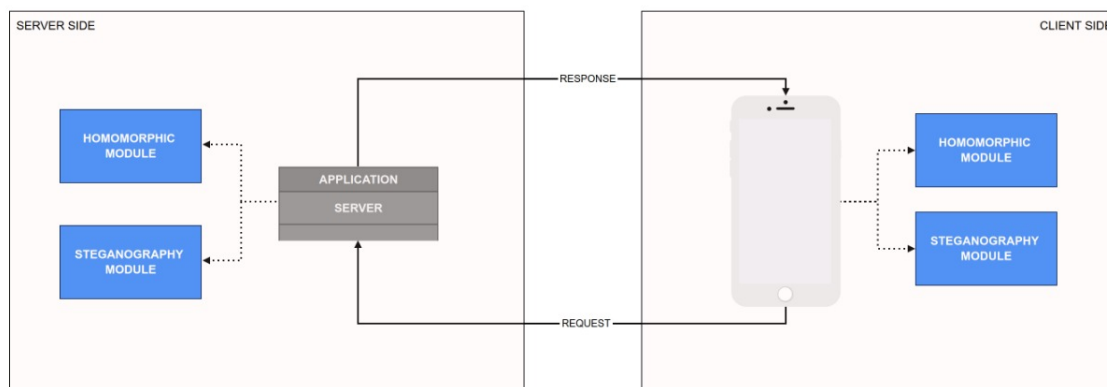 SERVER SIDE
CLIENT SIDE
RESPONSE
HOMOMORPHIC
MODULE
APPLICATION
SERVER
STEGANOGRAPHY
MODULE
HOMOMORPHIC
MODULE
STEGANOGRAPHY
MODULE
REQUEST